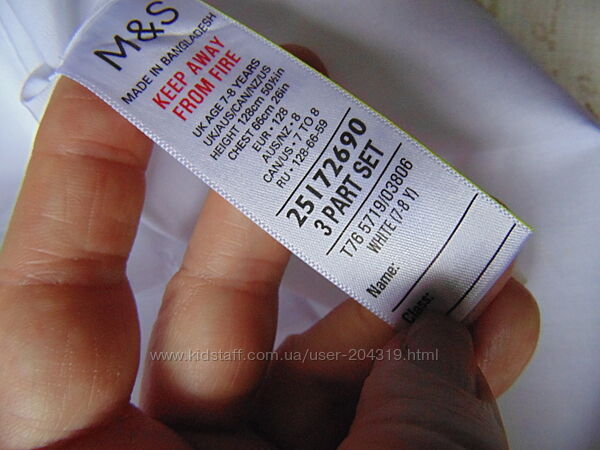 M&S
MADE IN BANGLADESH
KEEP AWAY
FROM FIRE
UK AGE 7-8 YEARS
UK/AUS/CAN/NZ/US
HEIGHT 128cm 50½in
CHEST 66cm 26in
EUR - 128
AUS/NZ - 8
CAN/US - 7 TO 8
RU - 128-66-59
25172690
3 PART SET
T76 5719/03806
WHITE (7-8 Y)
Name:
Class:
www.kidstaff.com.ua/user-204319.html